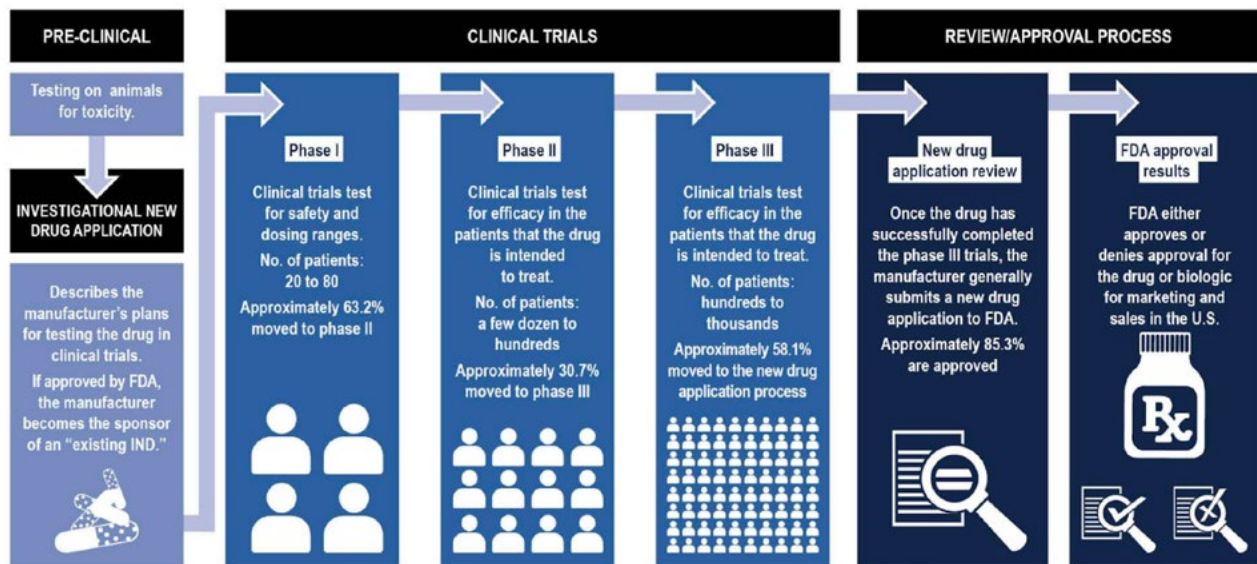 PRE-CLINICAL
Testing on animals
for toxicity.
INVESTIGATIONAL NEW
DRUG APPLICATION
Describes the
manufacturer's plans
for testing the drug in
clinical trials.
If approved by FDA,
the manufacturer
becomes the sponsor
of an “existing IND.”
CLINICAL TRIALS
Phase I
Clinical trials test
for safety and
dosing ranges.
No. of patients:
20 to 80
Approximately 63.2%
moved to phase II
Phase II
Clinical trials test
for efficacy in the
patients that the drug
is intended
to treat.
No. of patients:
a few dozen to
hundreds
Approximately 30.7%
moved to phase III
Phase III
Clinical trials test
for efficacy in the
patients that the drug
is intended to treat.
No. of patients:
hundreds to
thousands
Approximately 58.1%
moved to the new drug
application process
REVIEW/APPROVAL PROCESS
New drug
application review
Once the drug has
successfully completed
the phase III trials, the
manufacturer generally
submits a new drug
application to FDA.
Approximately 85.3%
are approved
FDA approval
results
FDA either
approves or
denies approval for
the drug or biologic
for marketing and
sales in the U.S.
Rx